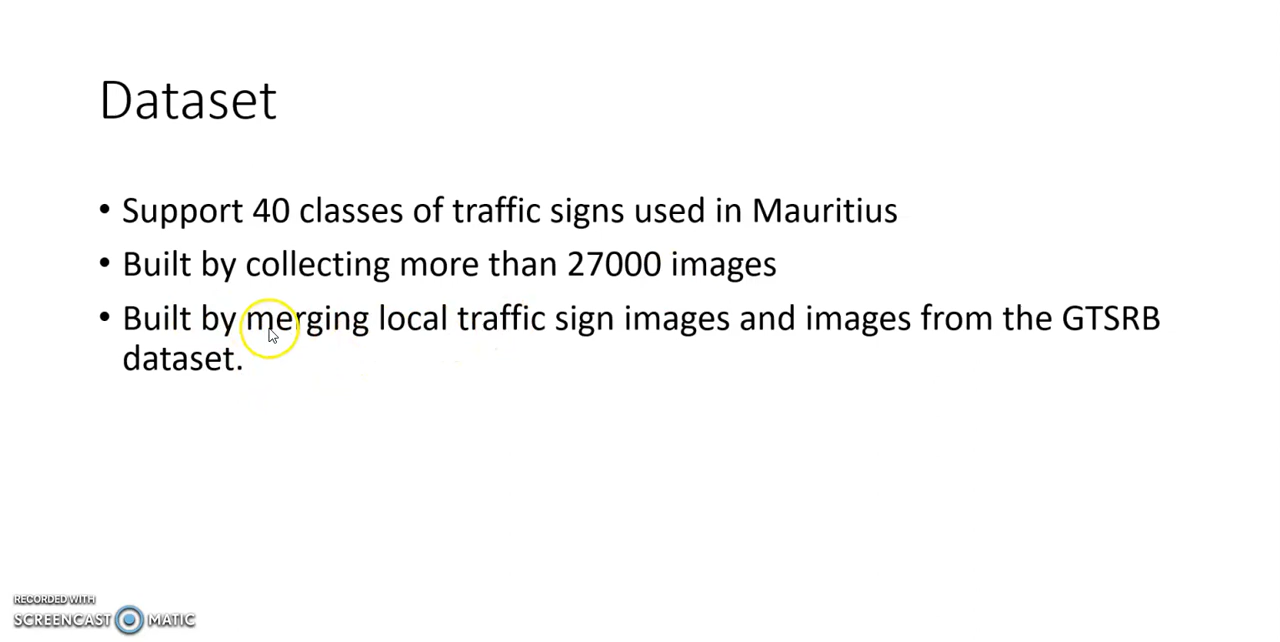 Dataset
• Support 40 classes of traffic signs used in Mauritius
• Built by collecting more than 27000 images
• Built by merging local traffic sign images and images from the GTSRB
dataset.
RECORDED WITH
SCREENCAST MATIC